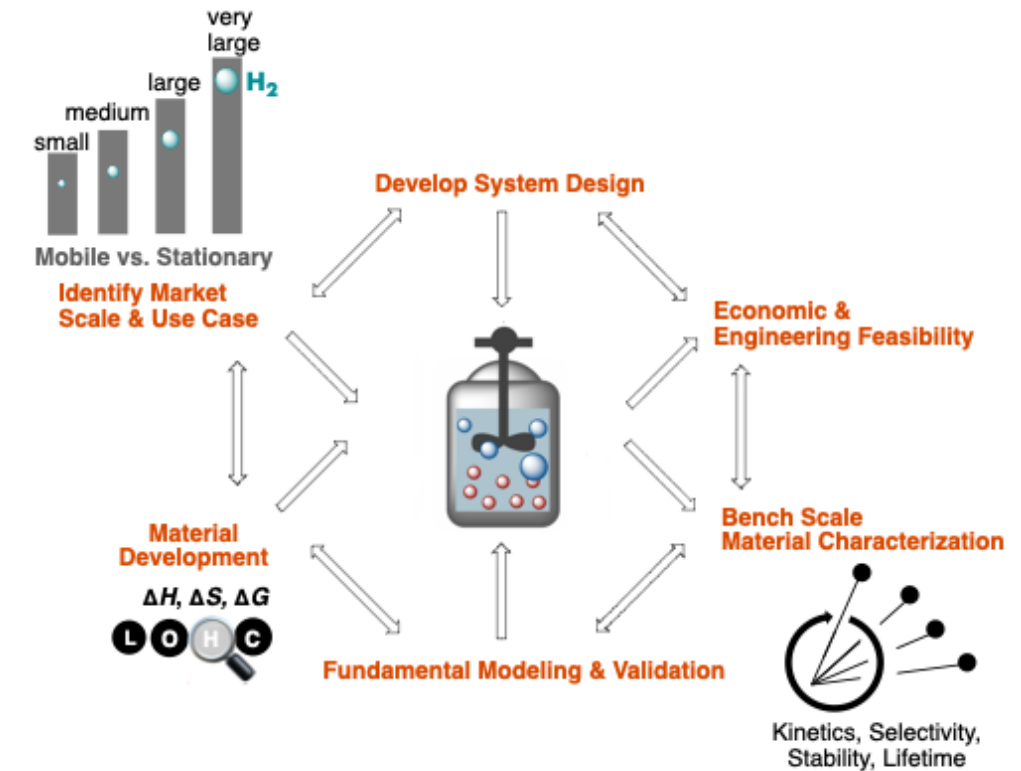 very
large
H₂
large
medium
small
Mobile vs. Stationary
Identify Market
Scale & Use Case
Develop System Design
Economic &
Engineering Feasibility
Material
Development
ΔH, ΔS, ΔG
L O H C
Bench Scale
Material Characterization
Fundamental Modeling & Validation
Kinetics, Selectivity,
Stability, Lifetime